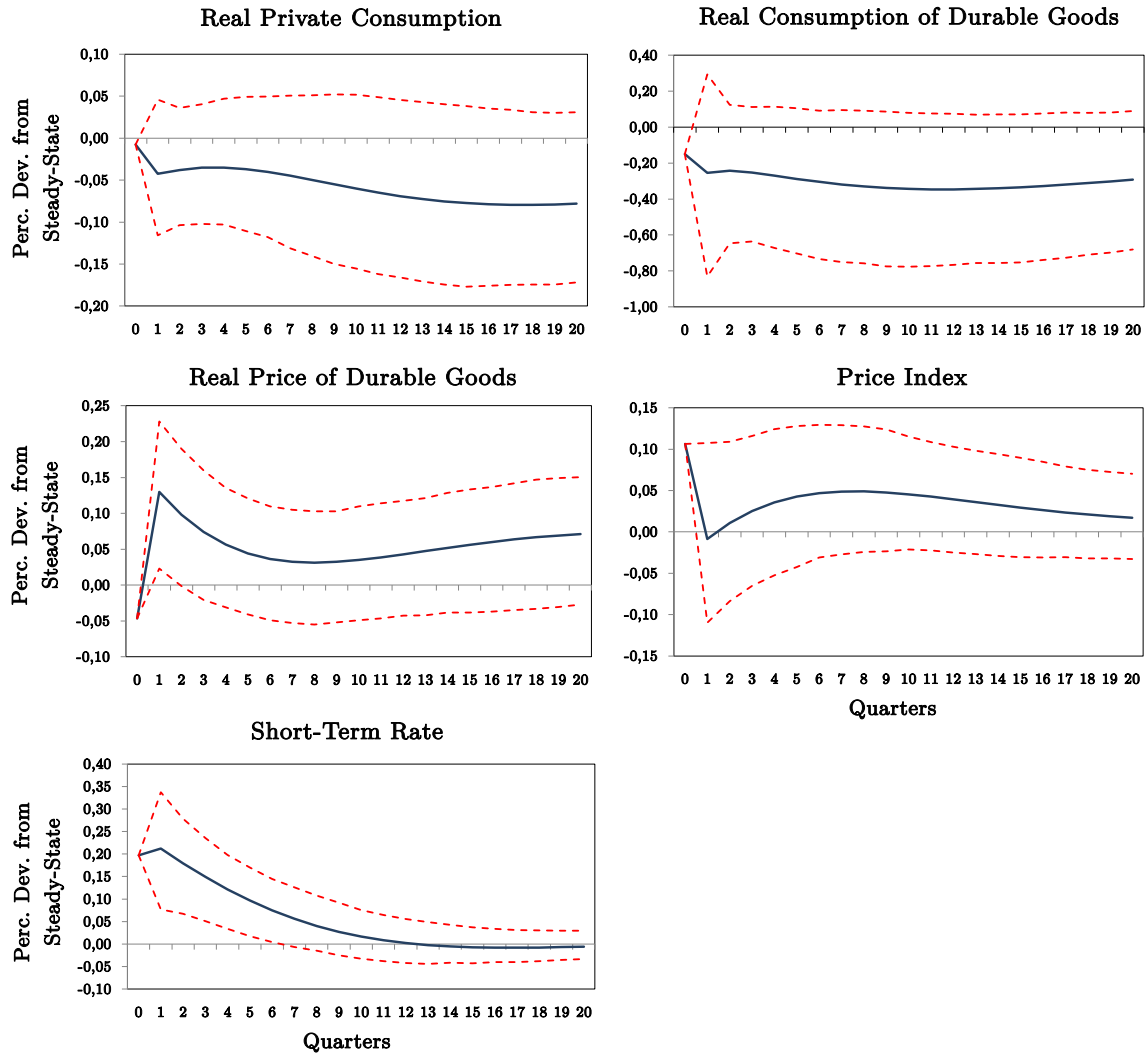 Real Private Consumption
Perc. Dev. from
Steady-State
0,10
0,05
0,00
-0,05
-0,10
-0,15
-0,20
0 1 2 3 4 5 6 7 8 9 10 11 12 13 14 15 16 17 18 19 20
Real Consumption of Durable Goods
0,40
0,20
0,00
-0,20
-0,40
-0,60
-0,80
-1,00
0 1 2 3 4 5 6 7 8 9 10 11 12 13 14 15 16 17 18 19 20
Real Price of Durable Goods
Perc. Dev. from
Steady-State
0,25
0,20
0,15
0,10
0,05
0,00
-0,05
-0,10
0 1 2 3 4 5 6 7 8 9 10 11 12 13 14 15 16 17 18 19 20
Price Index
0,15
0,10
0,05
0,00
-0,05
-0,10
-0,15
0 1 2 3 4 5 6 7 8 9 10 11 12 13 14 15 16 17 18 19 20
Quarters
Short-Term Rate
Perc. Dev. from
Steady-State
0,40
0,35
0,30
0,25
0,20
0,15
0,10
0,05
0,00
-0,05
-0,10
0 1 2 3 4 5 6 7 8 9 10 11 12 13 14 15 16 17 18 19 20
Quarters